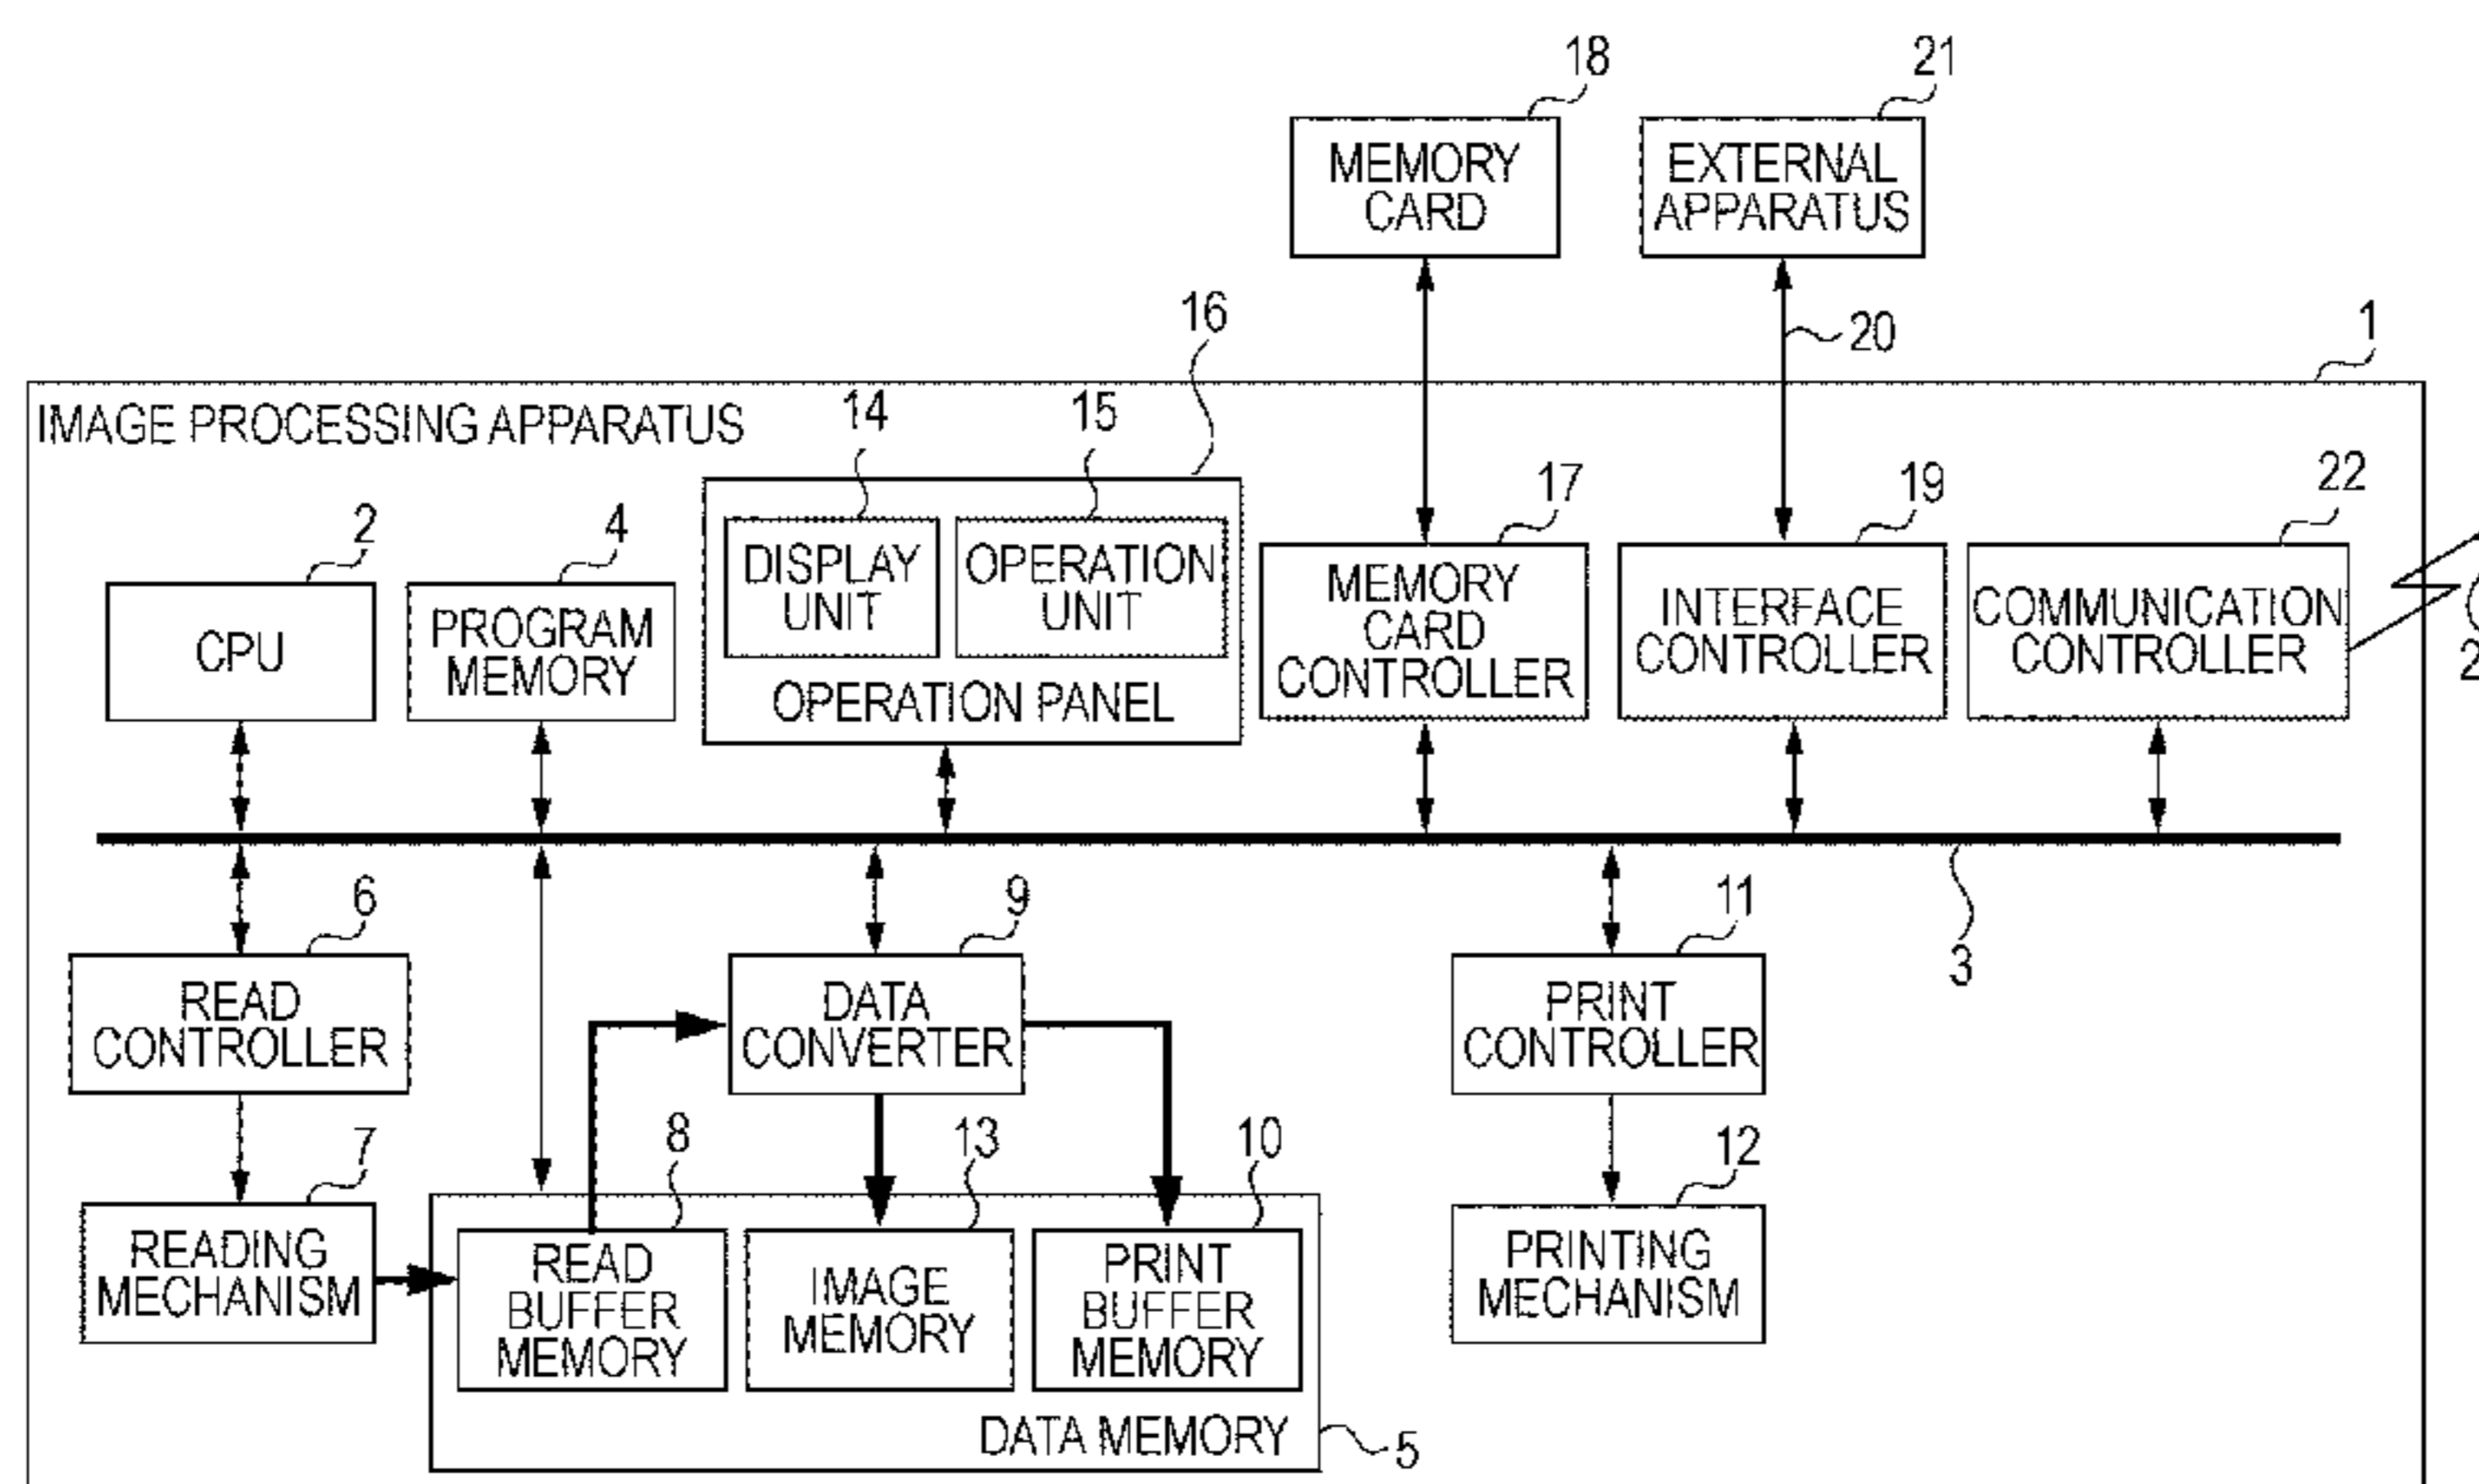 18
21
MEMORY
CARD
EXTERNAL
APPARATUS
16
20
1
IMAGE PROCESSING APPARATUS
14
15
2
4
17
19
22
DISPLAY
UNIT
OPERATION
UNIT
OPERATION PANEL
CPU
PROGRAM
MEMORY
MEMORY
CARD
CONTROLLER
INTERFACE
CONTROLLER
COMMUNICATION
CONTROLLER
6
9
11
3
READ
CONTROLLER
DATA
CONVERTER
PRINT
CONTROLLER
7
8
13
10
12
READING
MECHANISM
READ
BUFFER
MEMORY
IMAGE
MEMORY
PRINT
BUFFER
MEMORY
PRINTING
MECHANISM
DATA MEMORY
5